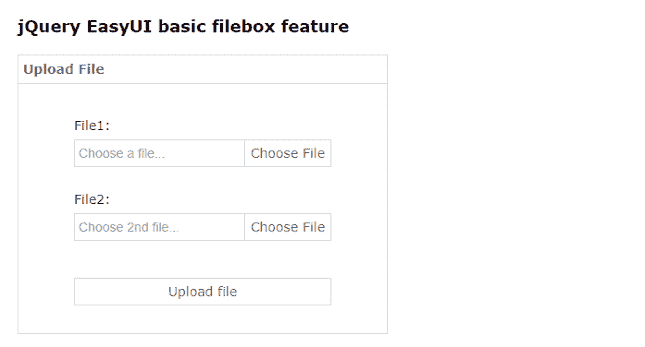 jQuery EasyUI basic filebox feature
Upload File
File1:
Choose a file... Choose File
File2:
Choose 2nd file... Choose File
Upload file